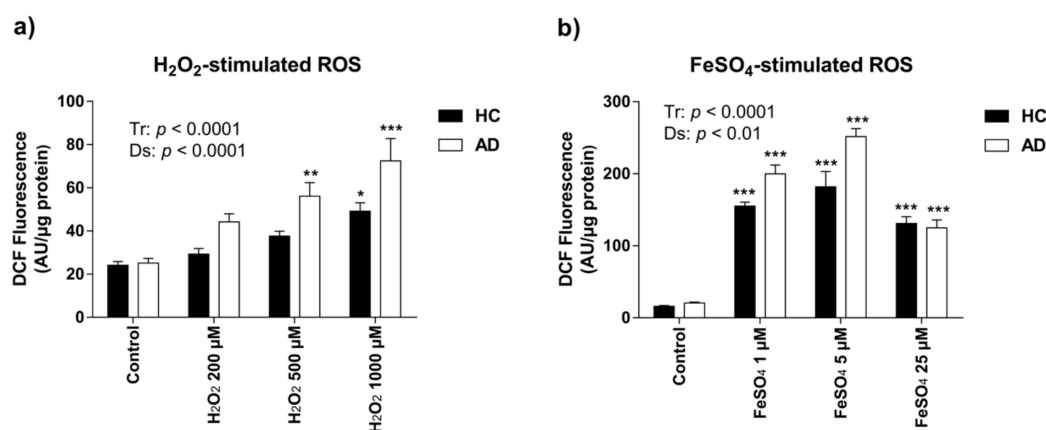 a)
H₂O₂-stimulated ROS
DCF Fluorescence
(AU/µg protein)
100
80
60
40
20
0
Tr: p < 0.0001
Ds: p < 0.0001
HC
AD
*
**
***
Control
H₂O₂ 200 µM
H₂O₂ 500 µM
H₂O₂ 1000 µM
b)
FeSO₄-stimulated ROS
DCF Fluorescence
(AU/µg protein)
300
200
100
0
Tr: p < 0.0001
Ds: p < 0.01
HC
AD
***
***
***
***
***
***
Control
FeSO₄ 1 µM
FeSO₄ 5 µM
FeSO₄ 25 µM